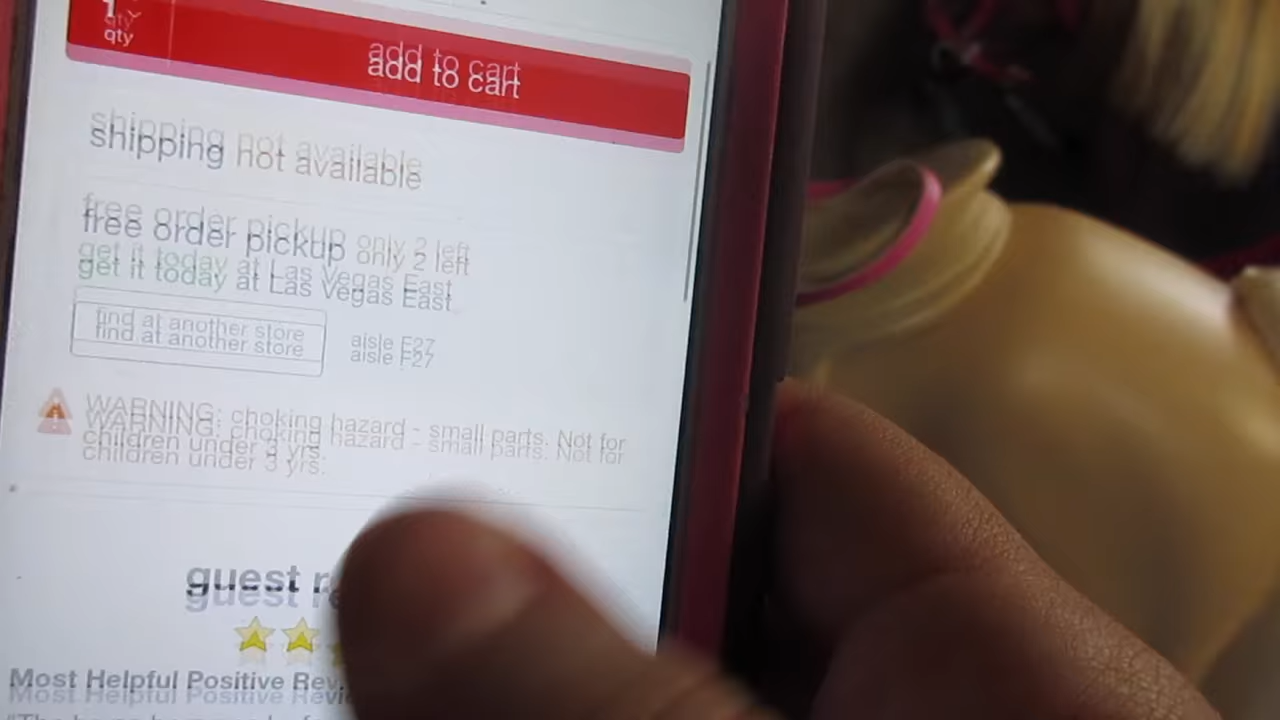 1
qty
add to cart
shipping not available
free order pickup only 2 left
get it today at Las Vegas East
find at another store
aisle F27
WARNING: choking hazard - small parts. Not for
children under 3 yrs.
guest
Most Helpful Positive